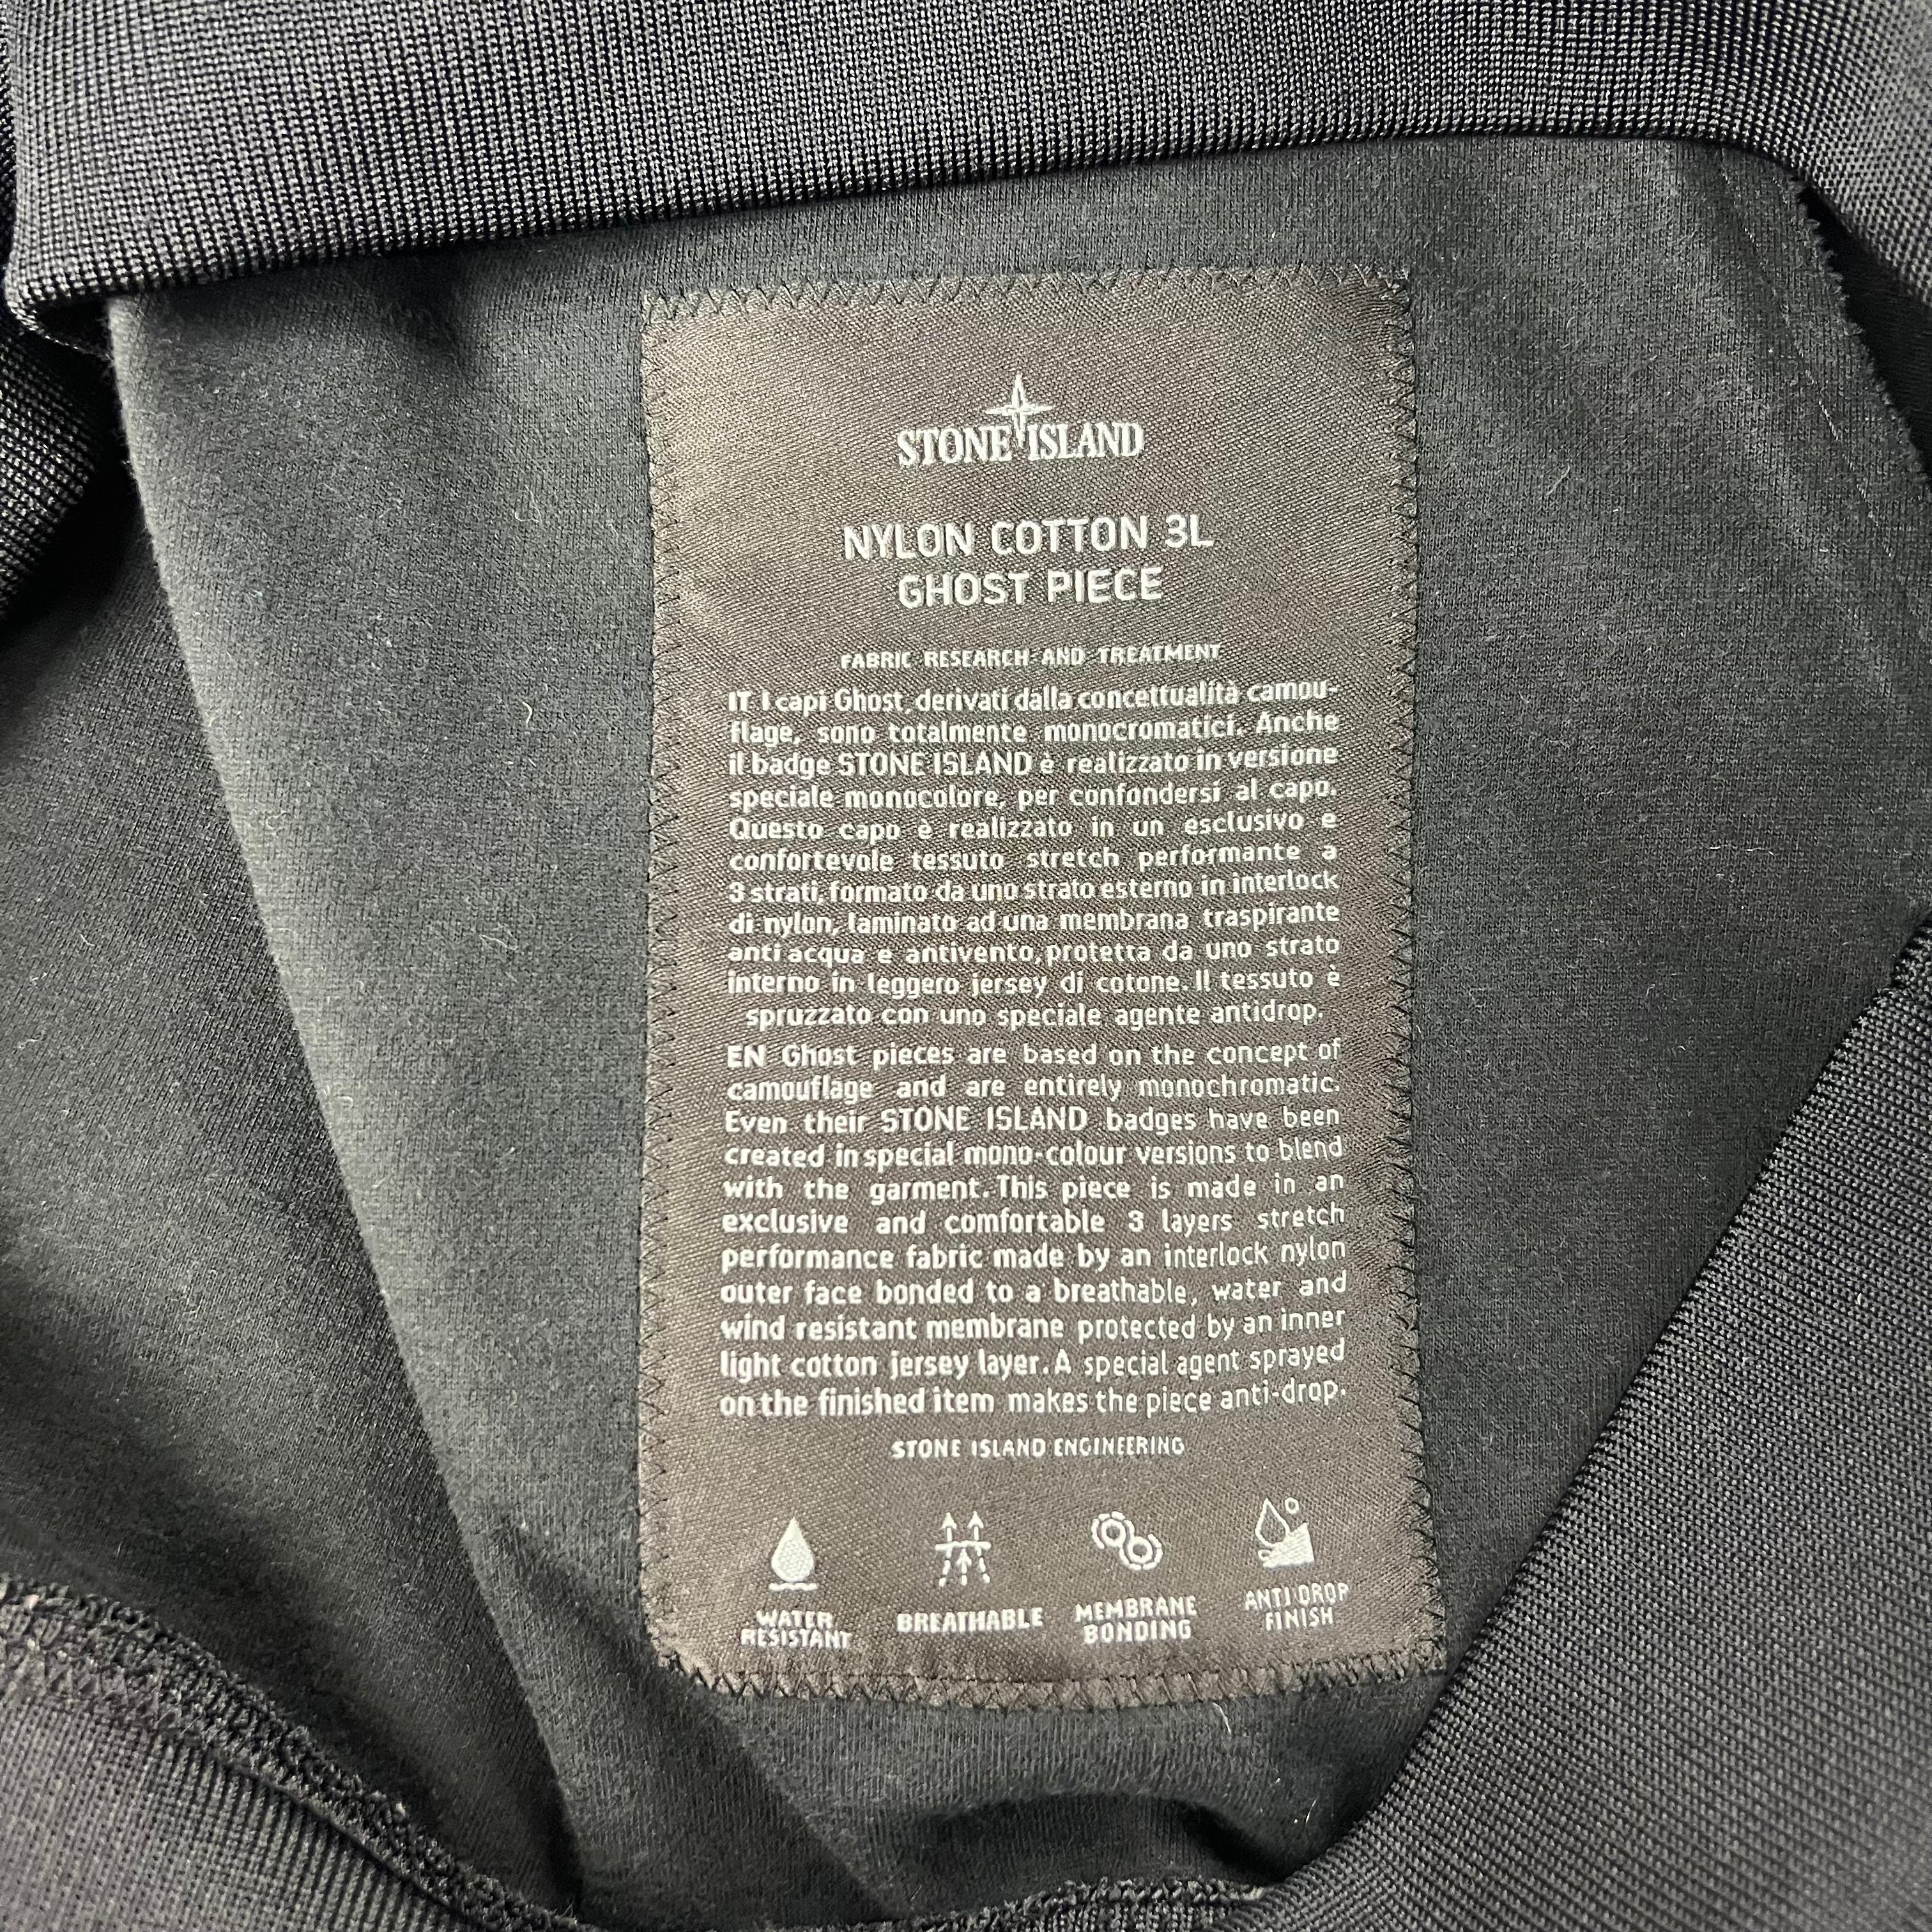 STONE ISLAND
NYLON COTTON 3L
GHOST PIECE
FABRIC RESEARCH AND TREATMENT
IT I capi Ghost, derivati dalla concettualità camou-
flage, sono totalmente monocromatici. Anche
il badge STONE ISLAND è realizzato in versione
speciale monocolore, per confondersi al capo.
Questo capo è realizzato in un esclusivo e
confortevole tessuto stretch performante a
3 strati, formato da uno strato esterno in interlock
di nylon, laminato ad una membrana traspirante
anti acqua e antivento, protetta da uno strato
interno in leggero jersey di cotone. Il tessuto è
spruzzato con uno speciale agente antidrop.
EN Ghost pieces are based on the concept of
camouflage and are entirely monochromatic.
Even their STONE ISLAND badges have been
created in special mono-colour versions to blend
with the garment. This piece is made in an
exclusive and comfortable 3 layers stretch
performance fabric made by an interlock nylon
outer face bonded to a breathable, water and
wind resistant membrane protected by an inner
light cotton jersey layer. A special agent sprayed
on the finished item makes the piece anti-drop.
STONE ISLAND ENGINEERING
WATER
RESISTANT
BREATHABLE
MEMBRANE
BONDING
ANTI DROP
FINISH